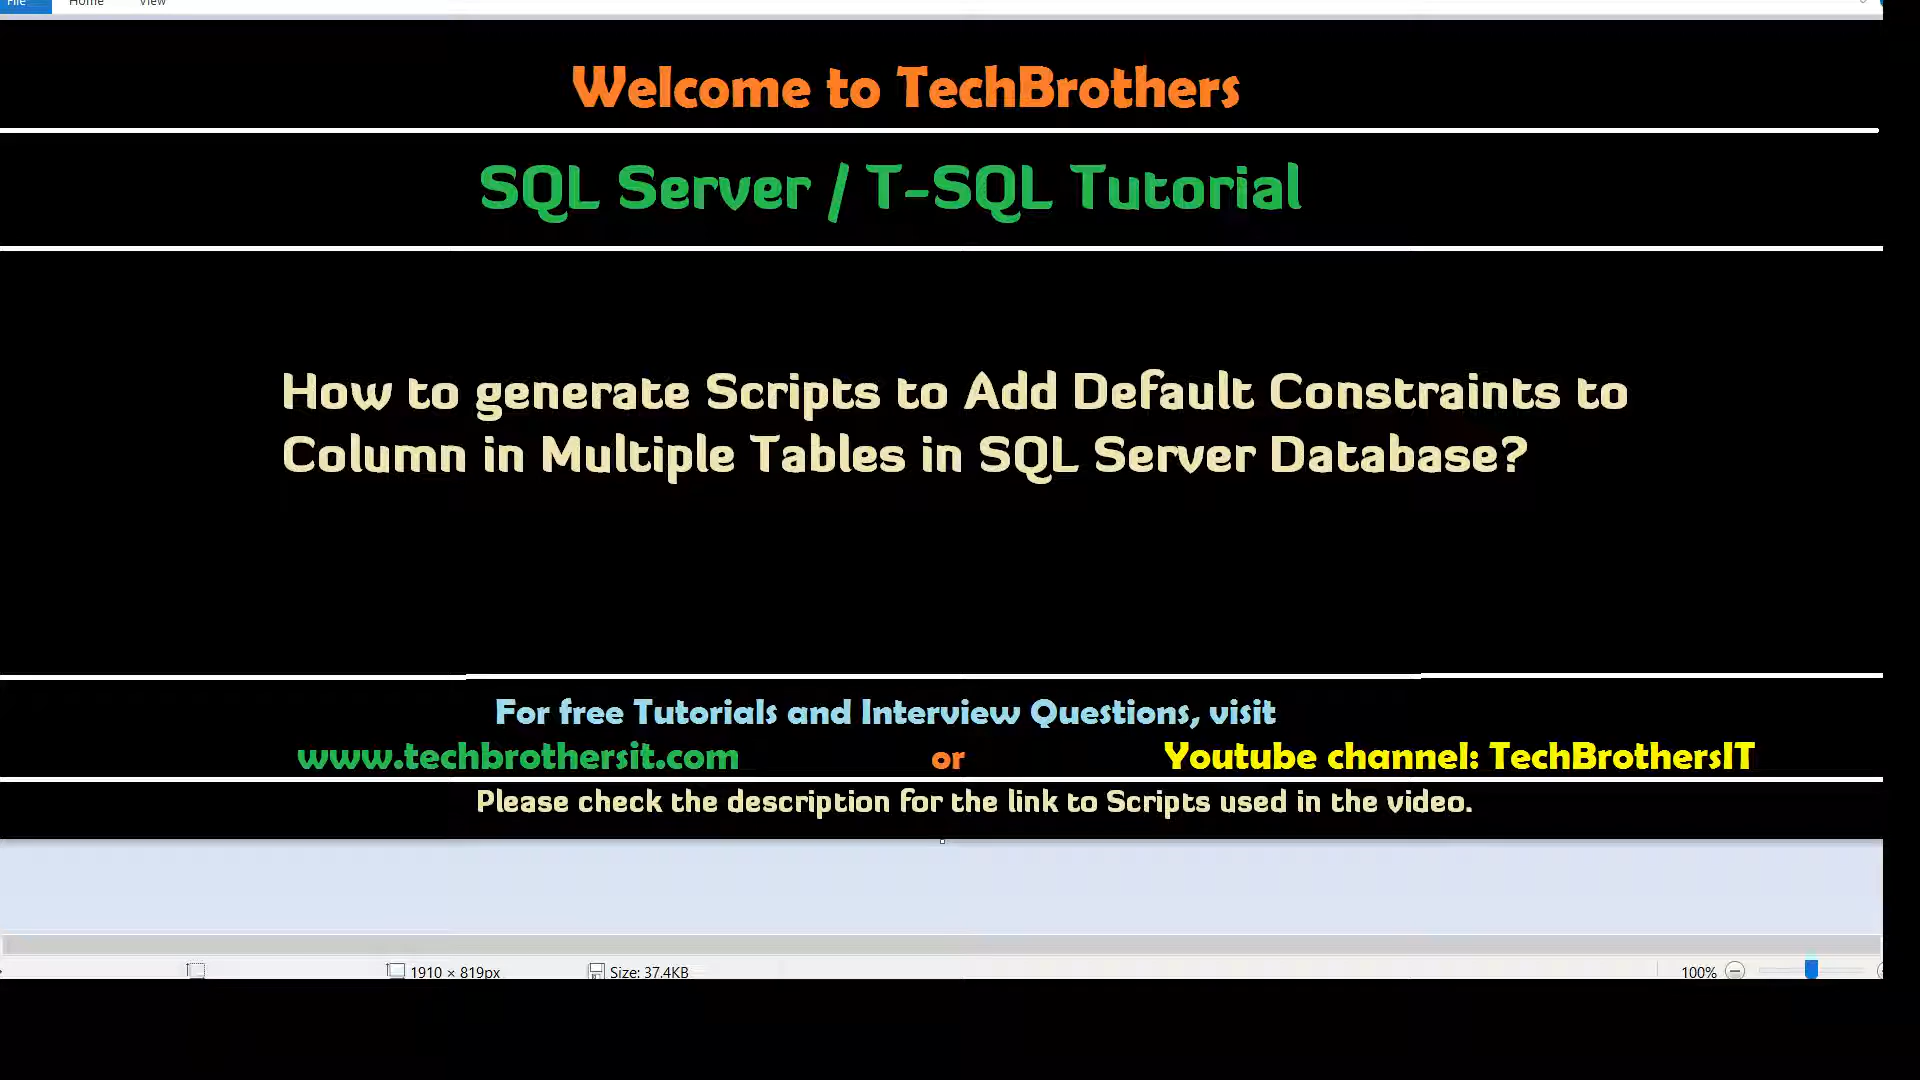 File Home View
Welcome to TechBrothers
SQL Server / T-SQL Tutorial
How to generate Scripts to Add Default Constraints to
Column in Multiple Tables in SQL Server Database?
For free Tutorials and Interview Questions, visit
www.techbrothersit.com or Youtube channel: TechBrothersIT
Please check the description for the link to Scripts used in the video.
1910 × 819px Size: 37.4KB 100%